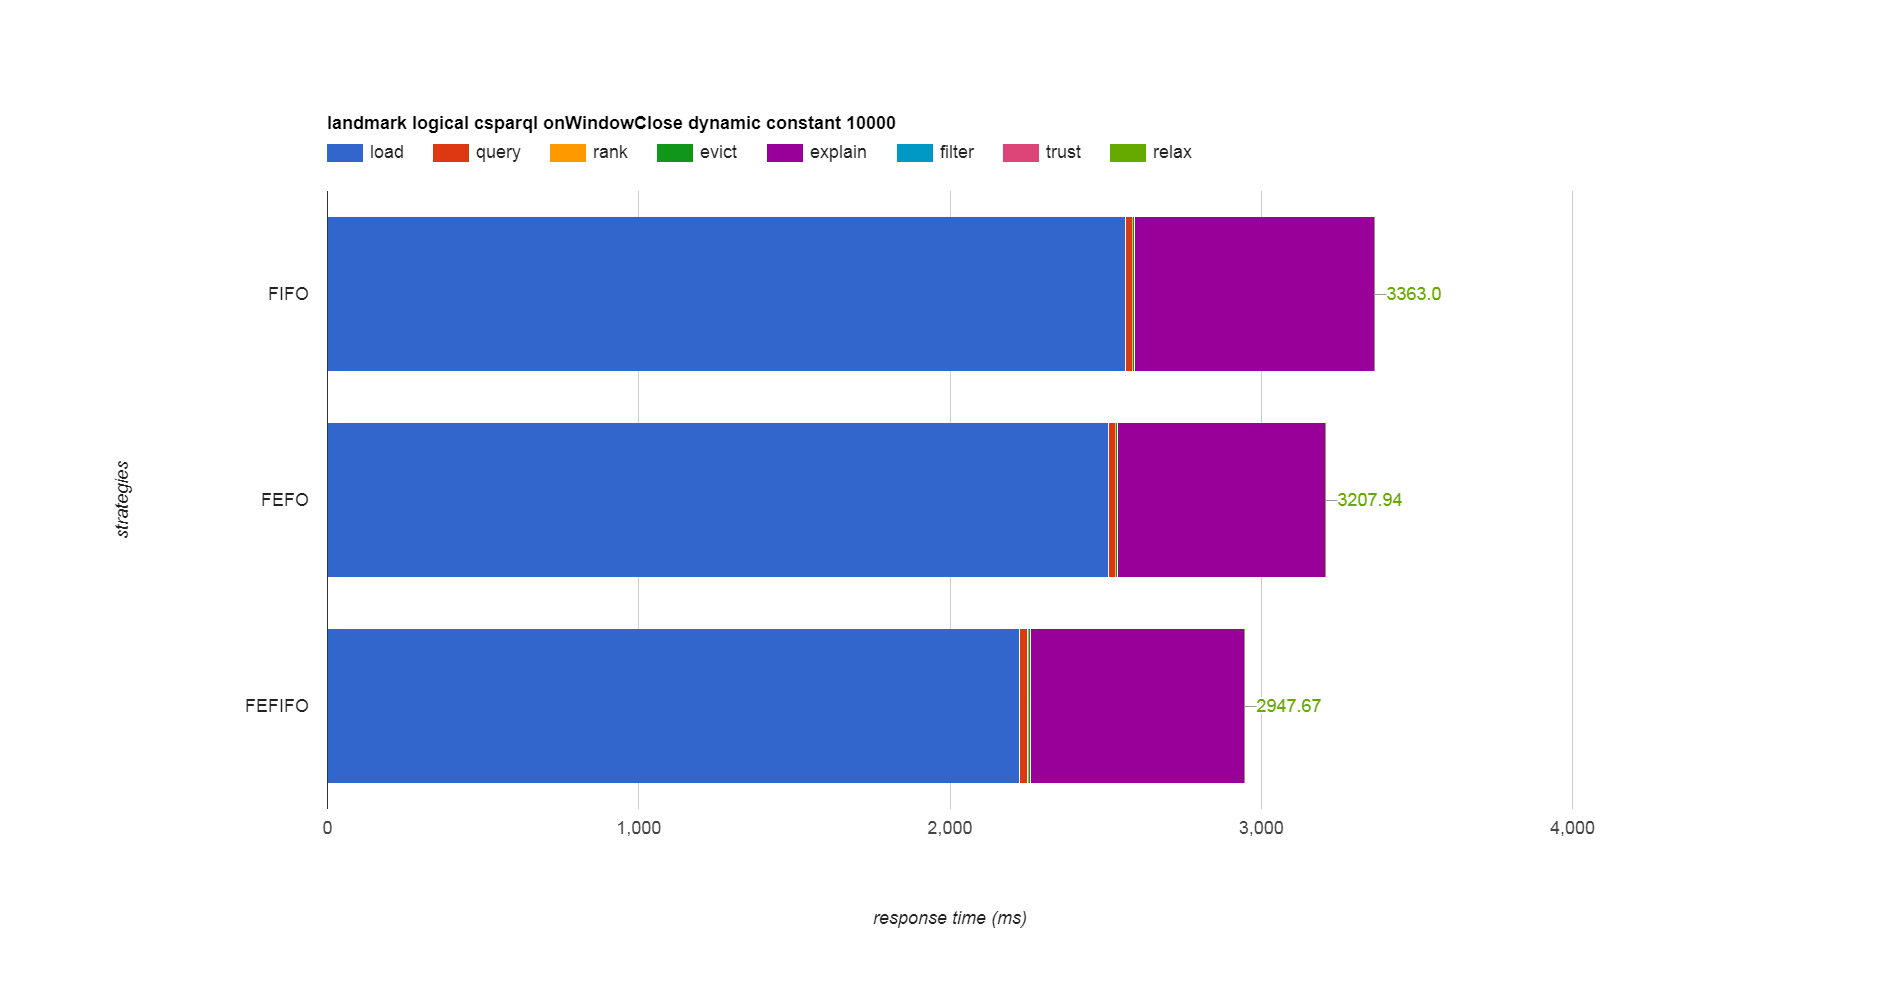 landmark logical csparql onWindowClose dynamic constant 10000
load query rank evict explain filter trust relax
FIFO 3363.0
strategies
FEFO 3207.94
FEFIFO 2947.67
0 1,000 2,000 3,000 4,000
response time (ms)